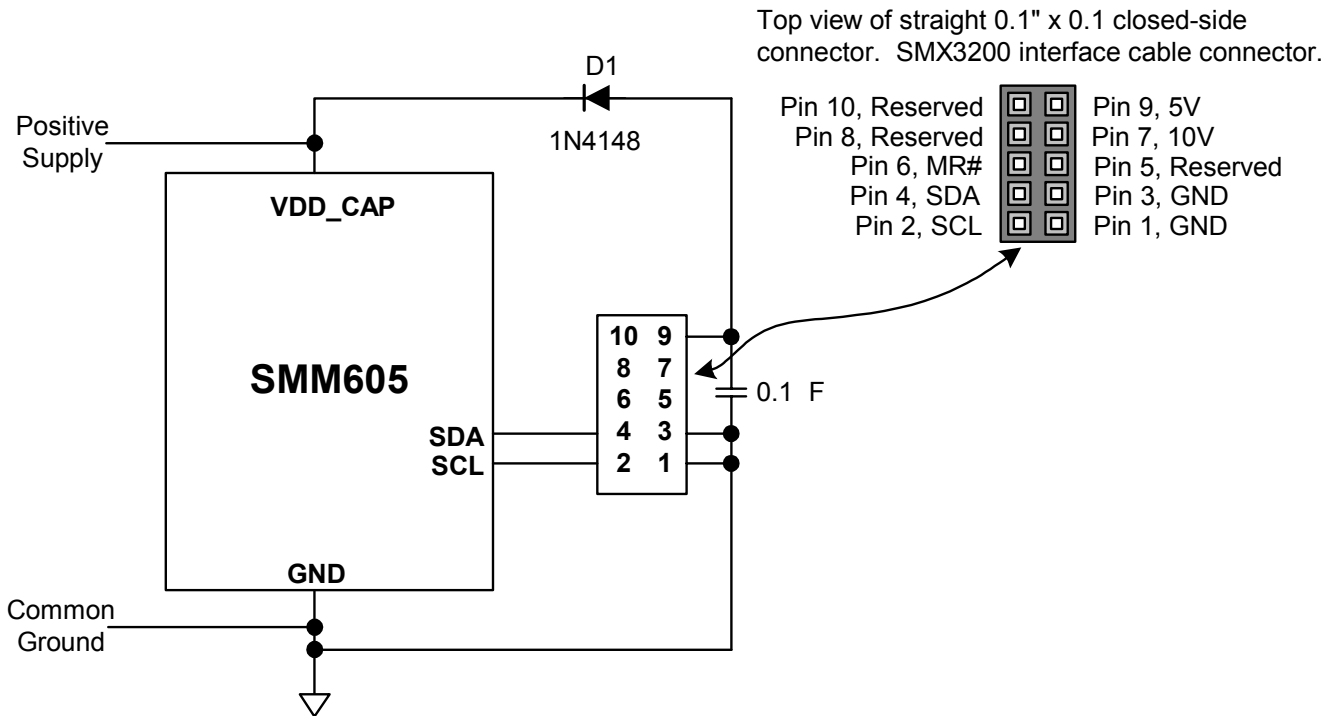 Top view of straight 0.1" x 0.1 closed-side
connector. SMX3200 interface cable connector.
D1
1N4148
Positive
Supply
Pin 10, Reserved
Pin 9, 5V
Pin 8, Reserved
Pin 7, 10V
Pin 6, MR#
Pin 5, Reserved
Pin 4, SDA
Pin 3, GND
Pin 2, SCL
Pin 1, GND
VDD_CAP
SMM605
10 9
8 7
6 5
4 3
2 1
0.1 F
SDA
SCL
GND
Common
Ground